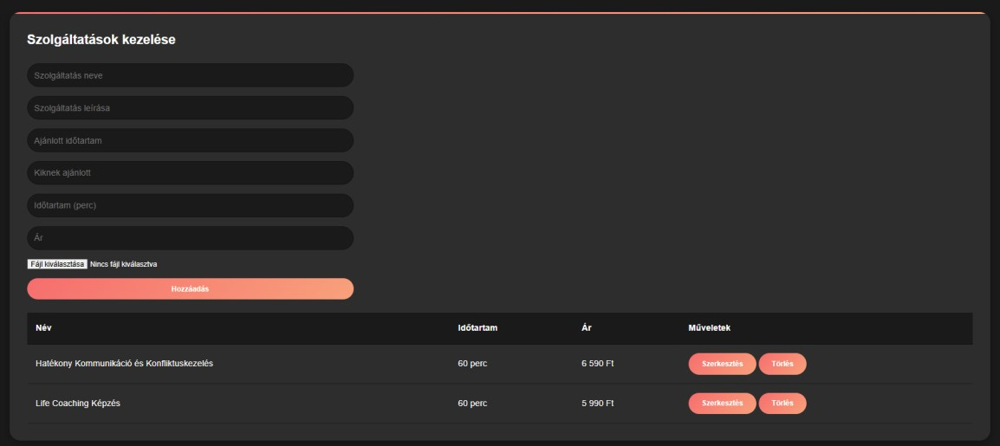 Szolgáltatások kezelése
Szolgáltatás neve
Szolgáltatás leírása
Ajánlott időtartam
Kiknek ajánlott
Időtartam (perc)
Ár
Fájl kiválasztása Nincs fájl kiválasztva
Hozzáadás
Név Időtartam Ár Műveletek
Hatékony Kommunikáció és Konfliktuskezelés 60 perc 6 590 Ft Szerkesztés Törlés
Life Coaching Képzés 60 perc 5 990 Ft Szerkesztés Törlés